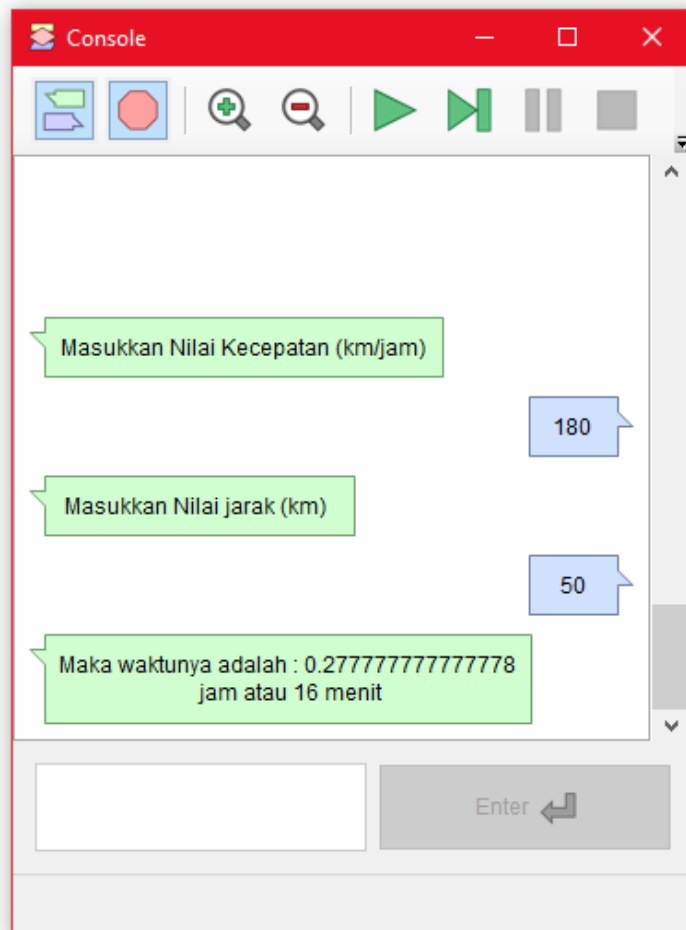 Console
Masukkan Nilai Kecepatan (km/jam)
180
Masukkan Nilai jarak (km)
50
Maka waktunya adalah : 0.277777777777778
jam atau 16 menit
Enter